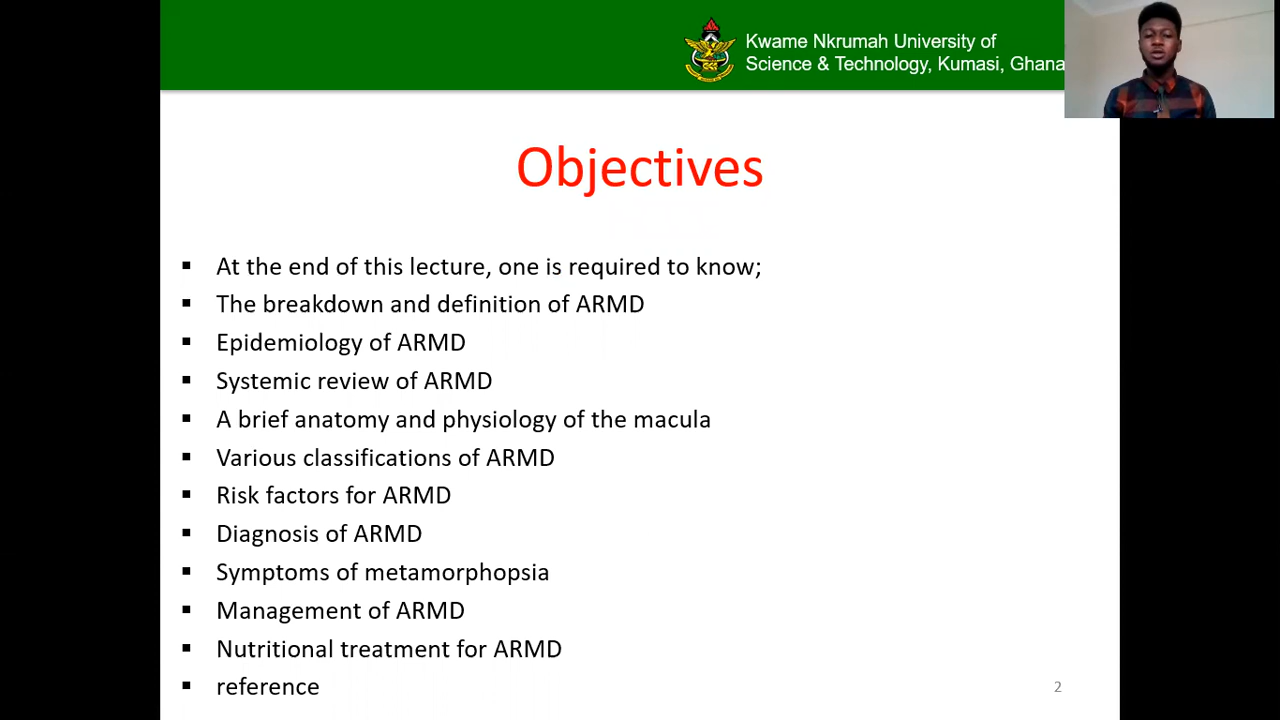 Kwame Nkrumah University of
Science & Technology, Kumasi, Ghana
Objectives
▪ At the end of this lecture, one is required to know;
▪ The breakdown and definition of ARMD
▪ Epidemiology of ARMD
▪ Systemic review of ARMD
▪ A brief anatomy and physiology of the macula
▪ Various classifications of ARMD
▪ Risk factors for ARMD
▪ Diagnosis of ARMD
▪ Symptoms of metamorphopsia
▪ Management of ARMD
▪ Nutritional treatment for ARMD
▪ reference
2